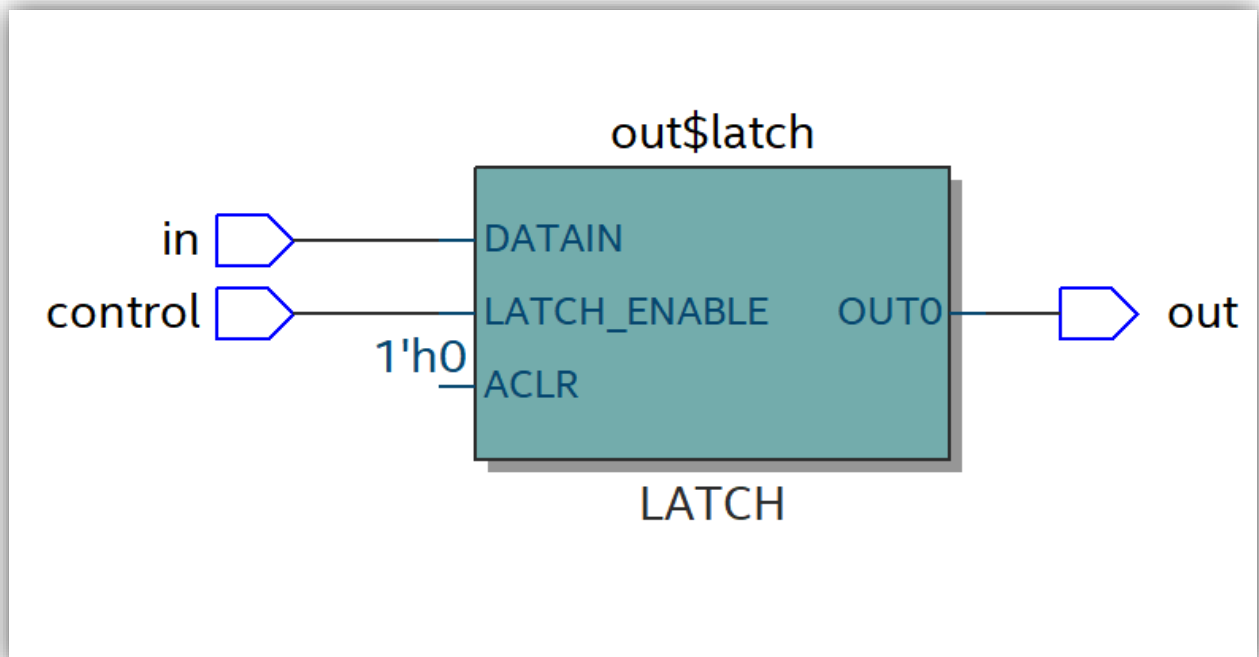 out$latch
in
DATAIN
control
LATCH_ENABLE
OUT0
out
1'h0
ACLR
LATCH